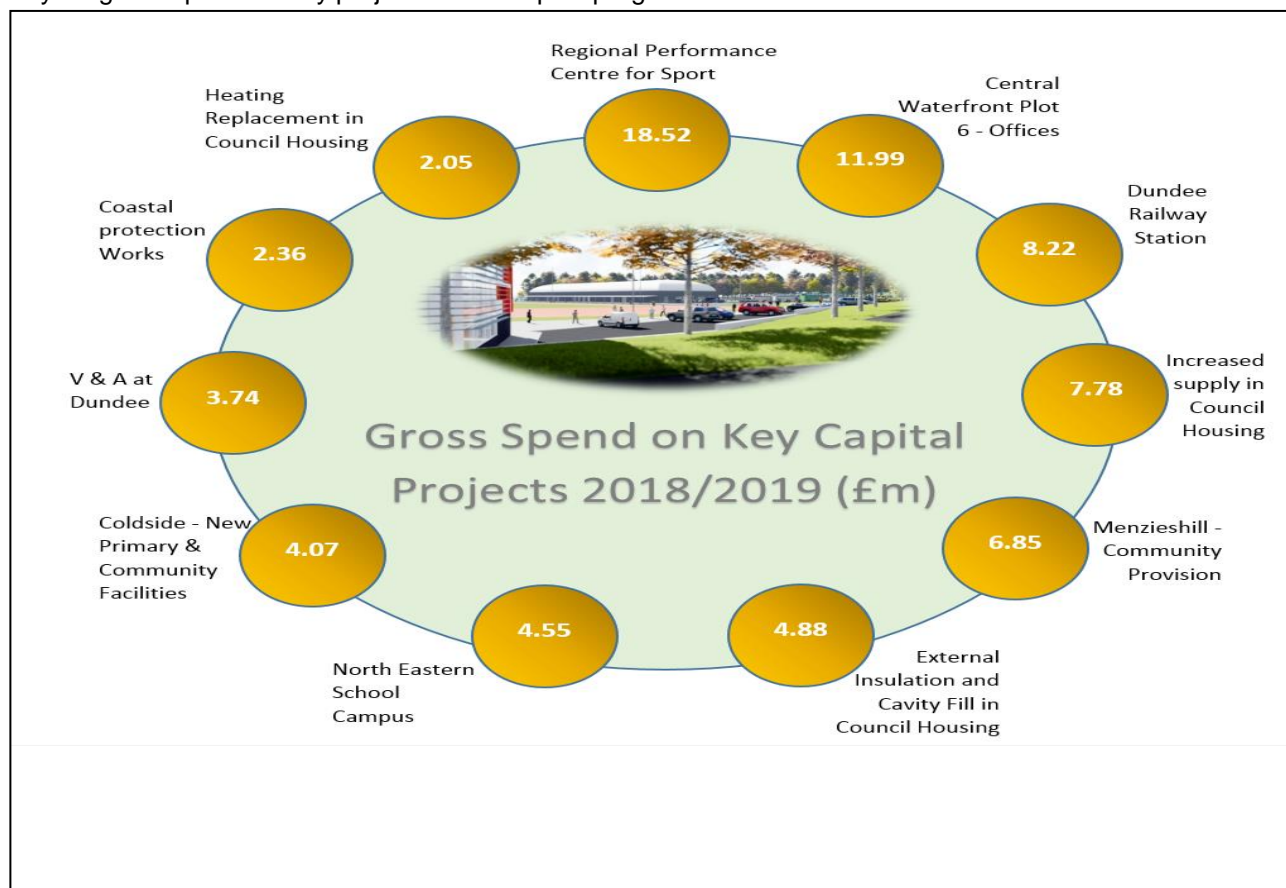 Regional Performance
Centre for Sport
18.52
Central
Waterfront Plot
6 - Offices
11.99
Dundee
Railway
Station
8.22
Increased
supply in
Council
Housing
7.78
Menzieshill -
Community
Provision
6.85
External
Insulation and
Cavity Fill in
Council Housing
4.88
North Eastern
School
Campus
4.55
Coldside - New
Primary &
Community
Facilities
4.07
V & A at
Dundee
3.74
Coastal
protection
Works
2.36
Heating
Replacement in
Council Housing
2.05
Gross Spend on Key Capital
Projects 2018/2019 (£m)